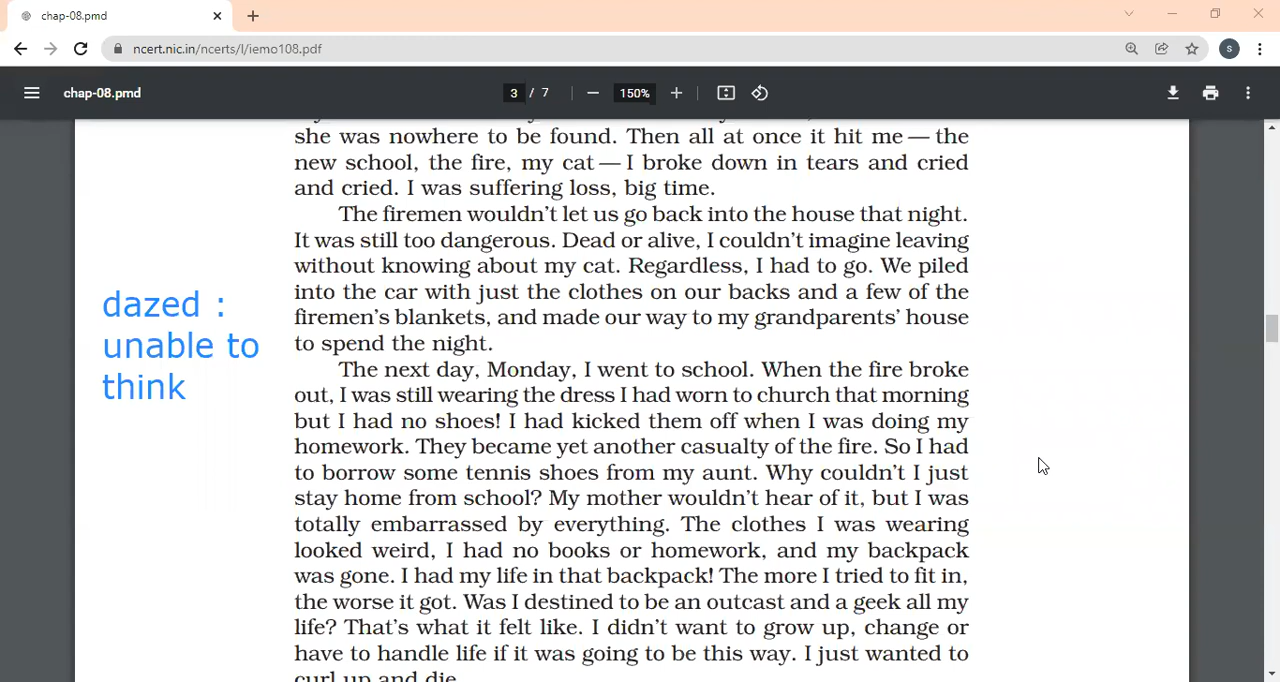 chap-08.pmd
ncert.nic.in/ncerts/l/iemo108.pdf
S
chap-08.pmd
3 / 7
150%
she was nowhere to be found. Then all at once it hit me — the
new school, the fire, my cat — I broke down in tears and cried
and cried. I was suffering loss, big time.
The firemen wouldn't let us go back into the house that night.
It was still too dangerous. Dead or alive, I couldn't imagine leaving
without knowing about my cat. Regardless, I had to go. We piled
into the car with just the clothes on our backs and a few of the
firemen's blankets, and made our way to my grandparents' house
to spend the night.
dazed :
unable to
think
The next day, Monday, I went to school. When the fire broke
out, I was still wearing the dress I had worn to church that morning
but I had no shoes! I had kicked them off when I was doing my
homework. They became yet another casualty of the fire. So I had
to borrow some tennis shoes from my aunt. Why couldn't I just
stay home from school? My mother wouldn't hear of it, but I was
totally embarrassed by everything. The clothes I was wearing
looked weird, I had no books or homework, and my backpack
was gone. I had my life in that backpack! The more I tried to fit in,
the worse it got. Was I destined to be an outcast and a geek all my
life? That's what it felt like. I didn't want to grow up, change or
have to handle life if it was going to be this way. I just wanted to
curl up and die.